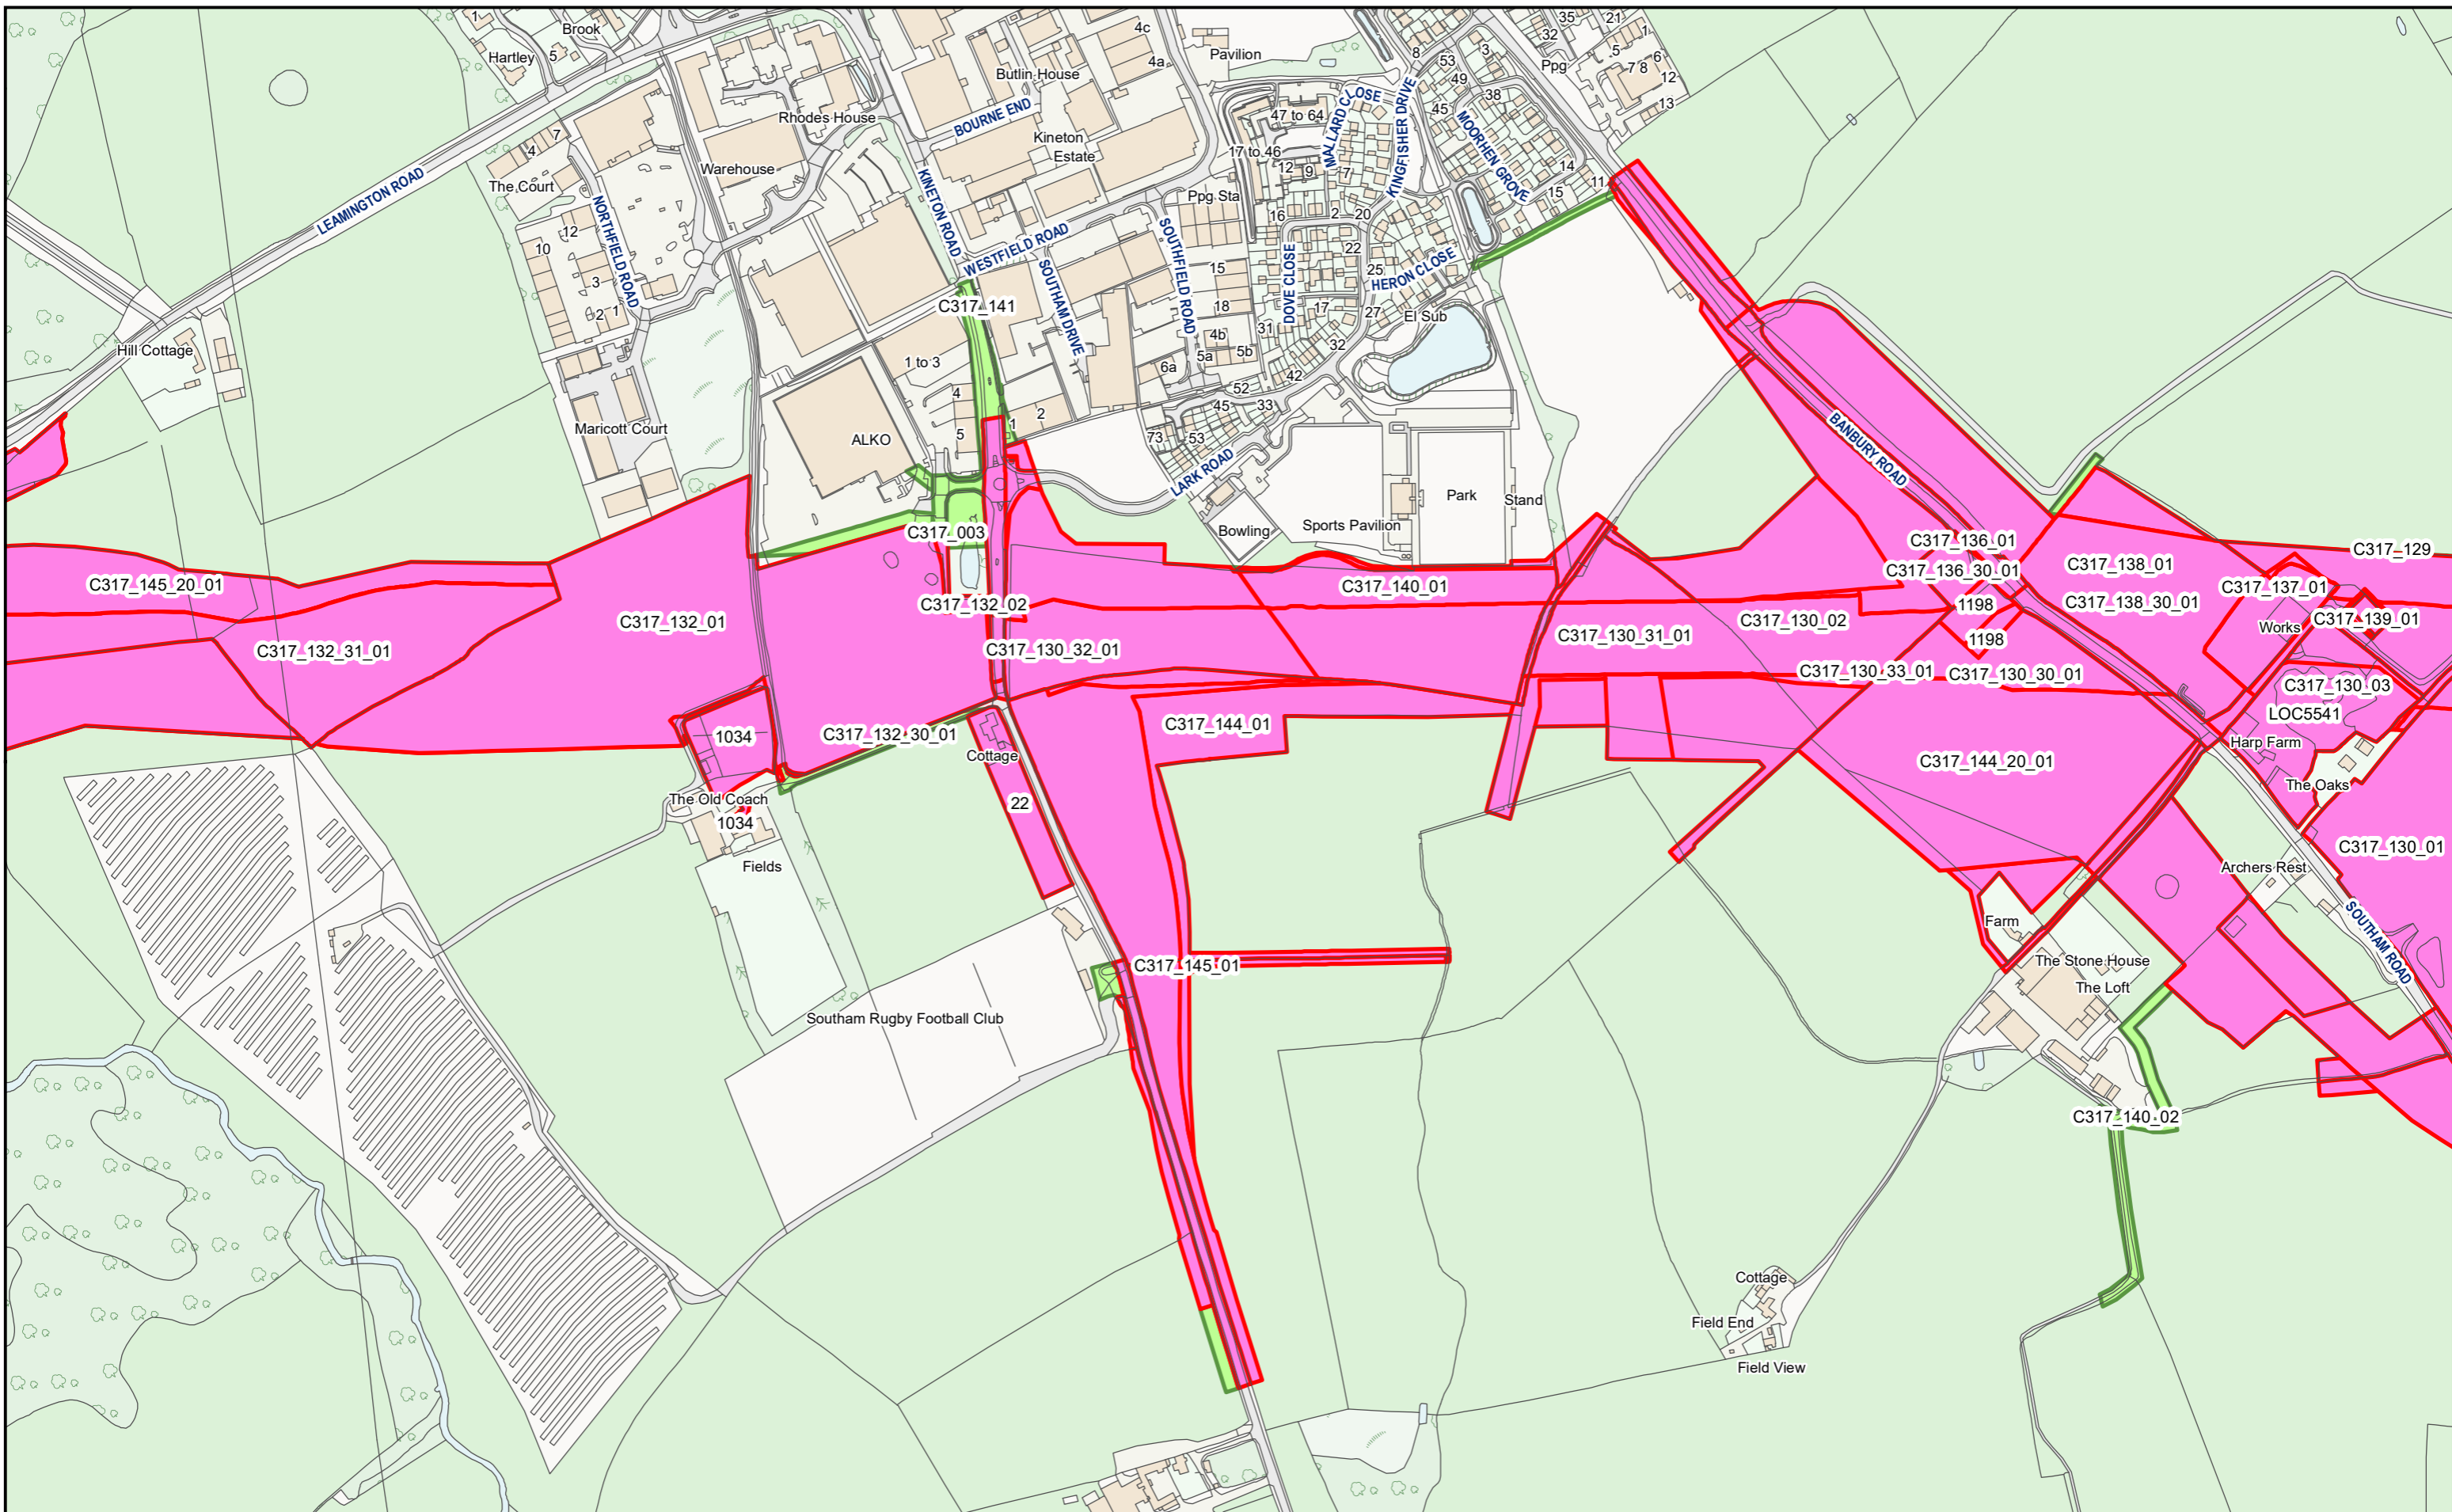 1
Brook
Hartley
5
4c
4a
Butlin House
Pavilion
8
53
3
49
38
45
35
21
32
Ppg
1
5
6
7 8
12
13
7
4
The Court
LEAMINGTON ROAD
NORTHFIELD ROAD
12
10
3
2
1
Warehouse
Rhodes House
BOURNE END
Kineton
Estate
KINETON ROAD
WESTFIELD ROAD
SOUTHAM DRIVE
SOUTHFIELD ROAD
Ppg Sta
47 to 64
17 to 46
12
9
7
MALLARD CLOSE
KINGFISHER DRIVE
MOORHEN GROVE
14
15
11
16
2
20
22
25
HERON CLOSE
DOVE CLOSE
17
27
El Sub
31
32
42
15
18
4b
5b
5a
6a
52
45
33
73
53
LARK ROAD
C317_141
1 to 3
4
5
1
2
ALKO
Hill Cottage
Maricott Court
Park
Stand
Bowling
Sports Pavilion
BANBURY ROAD
C317_003
C317_145_20_01
C317_132_31_01
C317_132_01
C317_132_02
C317_140_01
C317_130_32_01
C317_130_31_01
C317_130_02
C317_136_01
C317_136_30_01
1198
1198
C317_138_01
C317_138_30_01
C317_129
C317_137_01
C317_139_01
Works
C317_130_33_01
C317_130_30_01
C317_130_03
LOC5541
Harp Farm
The Oaks
C317_144_01
C317_144_20_01
C317_132_30_01
1034
The Old Coach
1034
Cottage
22
Fields
C317_130_01
Archers Rest
SOUTHAM ROAD
Farm
The Stone House
The Loft
C317_145_01
Southam Rugby Football Club
C317_140_02
Cottage
Field End
Field View